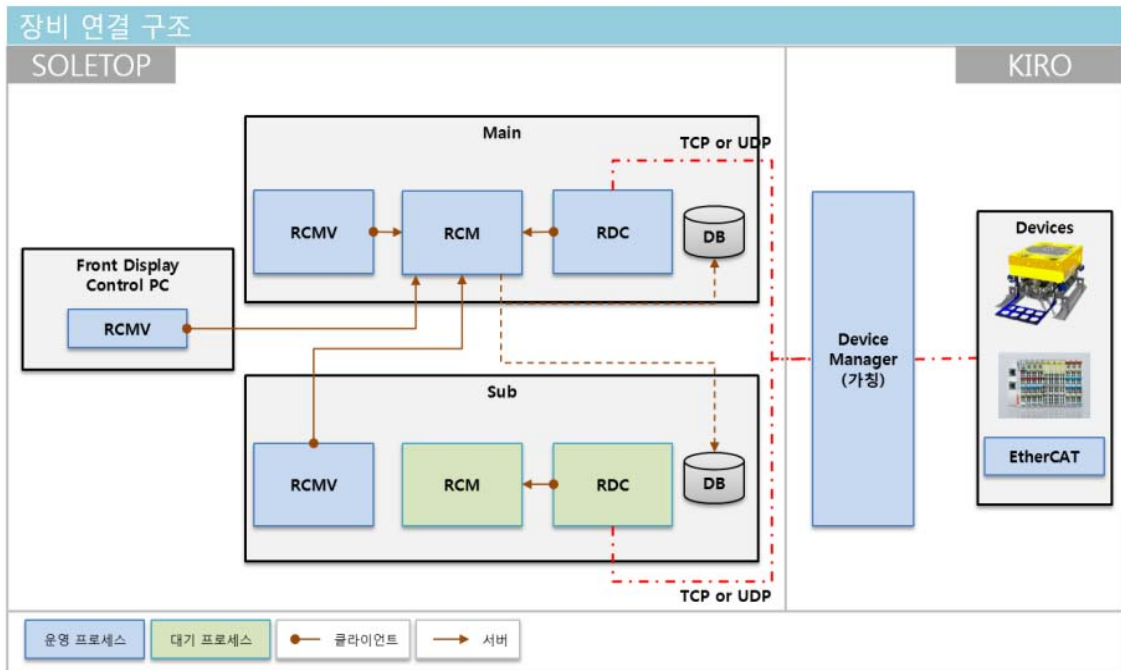 장비 연결 구조
SOLETOP
KIRO
Main
TCP or UDP
RCMV
RCM
RDC
DB
Front Display
Control PC
RCMV
Device
Manager
(가칭)
Devices
EtherCAT
Sub
RCMV
RCM
RDC
DB
TCP or UDP
운영 프로세스
대기 프로세스
클라이언트
서버